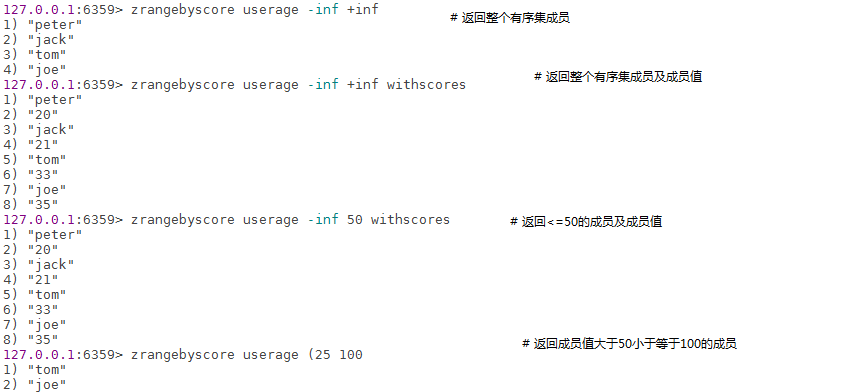 127.0.0.1:6359> zrangebyscore userage -inf +inf # 返回整个有序集成员
1) "peter"
2) "jack"
3) "tom"
4) "joe"
# 返回整个有序集成员及成员值
127.0.0.1:6359> zrangebyscore userage -inf +inf withscores
1) "peter"
2) "20"
3) "jack"
4) "21"
5) "tom"
6) "33"
7) "joe"
8) "35"
127.0.0.1:6359> zrangebyscore userage -inf 50 withscores # 返回<=50的成员及成员值
1) "peter"
2) "20"
3) "jack"
4) "21"
5) "tom"
6) "33"
7) "joe"
8) "35"
# 返回成员值大于50小于等于100的成员
127.0.0.1:6359> zrangebyscore userage (25 100
1) "tom"
2) "joe"